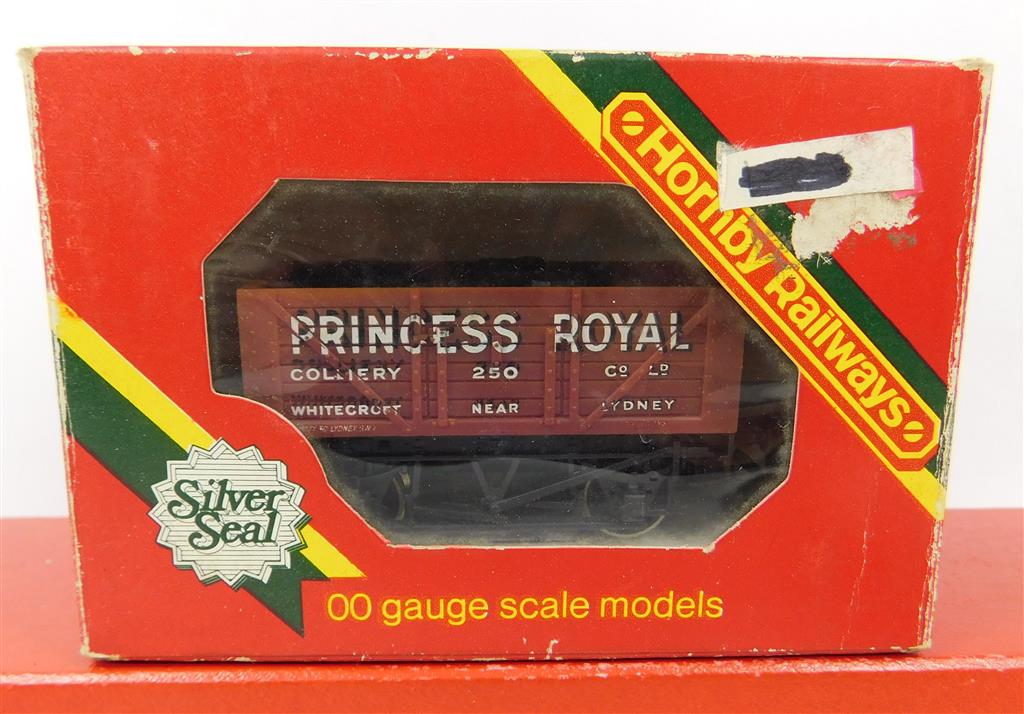 Hornby Railways
PRINCESS ROYAL
COLLIERY 250 Co LD
WHITECROFT NEAR LYDNEY
Silver
Seal
00 gauge scale models